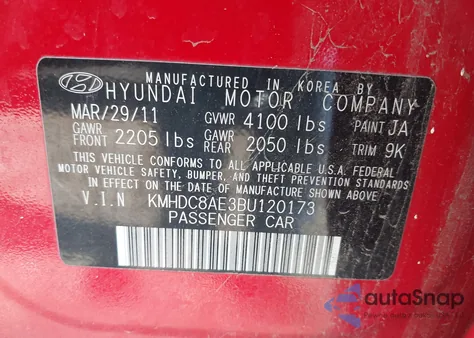 MANUFACTURED IN KOREA BY
HYUNDAI MOTOR COMPANY
MAR/29/11 GVWR 4100 lbs PAINT JA
GAWR FRONT 2205 lbs GAWR REAR 2050 lbs TRIM 9K
THIS VEHICLE CONFORMS TO ALL APPLICABLE U.S.A. FEDERAL
MOTOR VEHICLE SAFETY, BUMPER, AND THEFT PREVENTION STANDARDS
IN EFFECT ON THE DATE OF MANUFACTURE SHOWN ABOVE.
V.I.N KMHDC8AE3BU120173
PASSENGER CAR
autoSnap